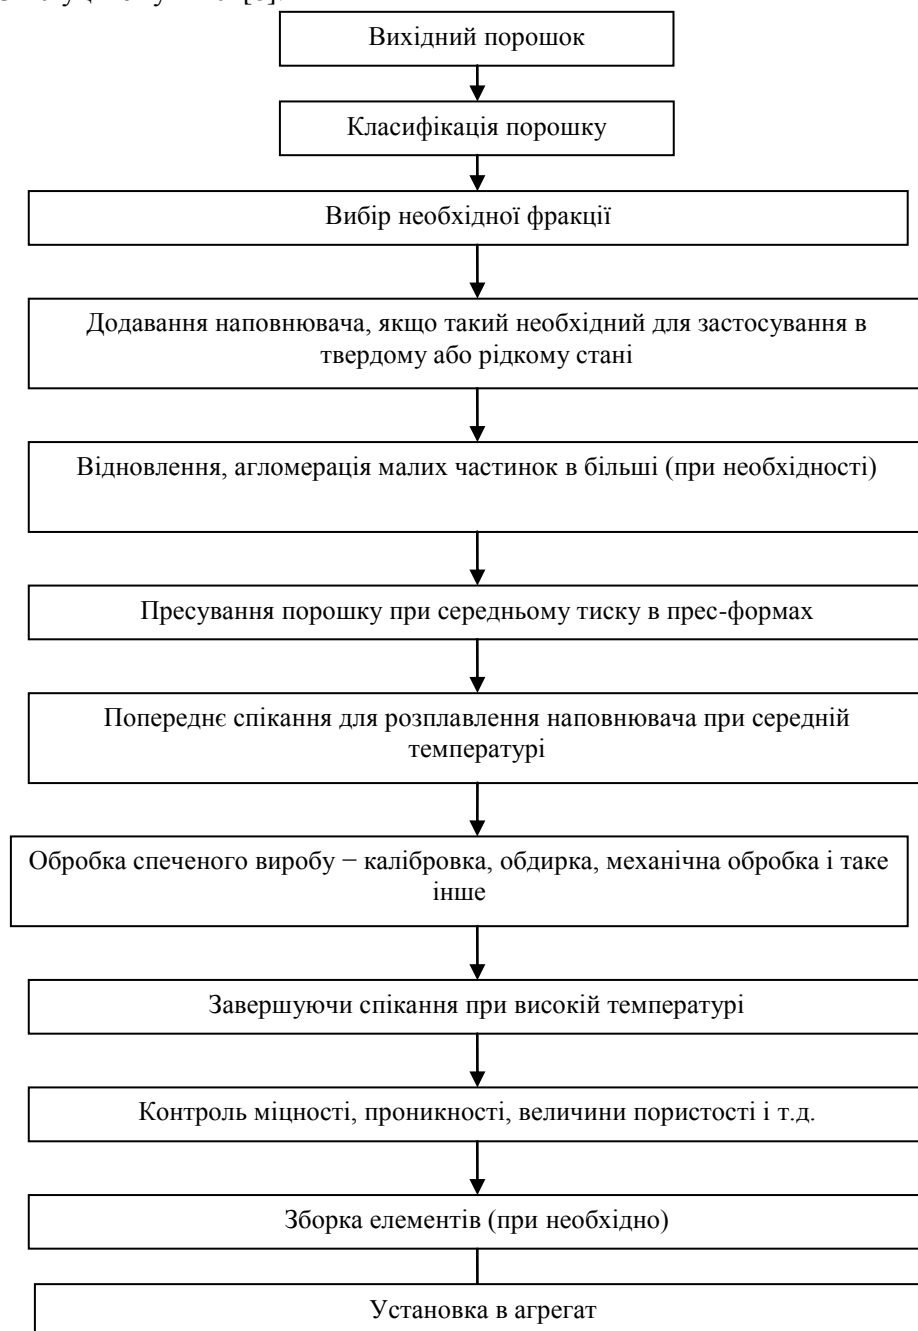 Вихідний порошок
Класифікація порошку
Вибір необхідної фракції
Додавання наповнювача, якщо такий необхідний для застосування в
твердому або рідкому стані
Відновлення, агломерація малих частинок в більші (при необхідності)
Пресування порошку при середньому тиску в прес-формах
Попереднє спікання для розплавлення наповнювача при середній
температурі
Обробка спеченого виробу − калібровка, обдирка, механічна обробка і таке
інше
Завершуючи спікання при високій температурі
Контроль міцності, проникності, величини пористості і т.д.
Зборка елементів (при необхідно)
Установка в агрегат